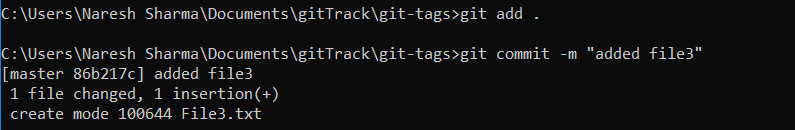 C:\Users\Naresh Sharma\Documents\gitTrack\git-tags>git add .
C:\Users\Naresh Sharma\Documents\gitTrack\git-tags>git commit -m "added file3"
[master 86b217c] added file3
 1 file changed, 1 insertion(+)
 create mode 100644 File3.txt